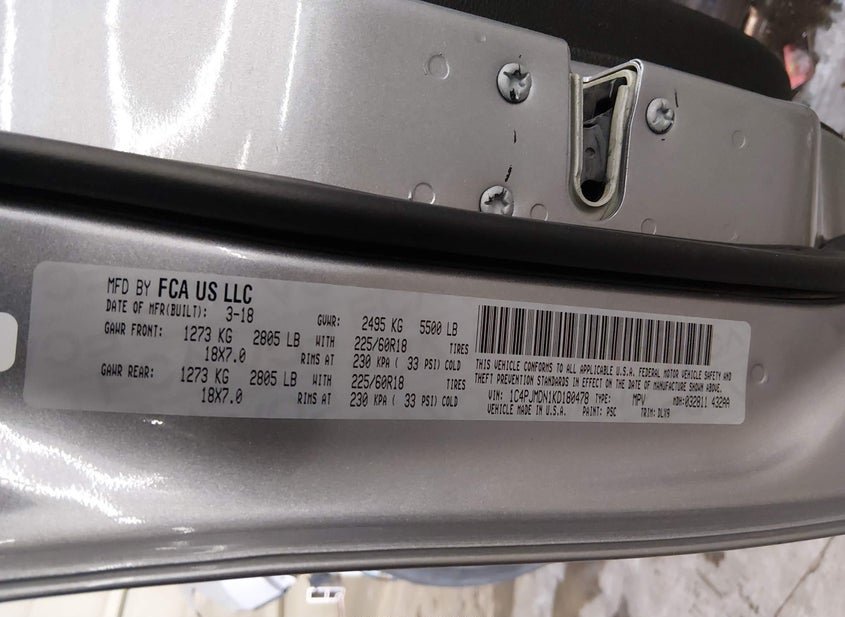 MFD BY FCA US LLC
DATE OF MFR(BUILT): 3-18 GVWR: 2495 KG 5500 LB
GAWR FRONT: 1273 KG 2805 LB WITH 225/60R18 TIRES
18X7.0 RIMS AT 230 KPA ( 33 PSI) COLD
GAWR REAR: 1273 KG 2805 LB WITH 225/60R18 TIRES
18X7.0 RIMS AT 230 KPA ( 33 PSI) COLD
THIS VEHICLE CONFORMS TO ALL APPLICABLE U.S.A. FEDERAL MOTOR VEHICLE SAFETY AND
THEFT PREVENTION STANDARDS IN EFFECT ON THE DATE OF MANUFACTURE SHOWN ABOVE.
VIN: 1C4PJMDN1KD180478 TYPE: MPV MDH:032811 432AA
VEHICLE MADE IN U.S.A. PAINT: PSC TRIM: DLX9